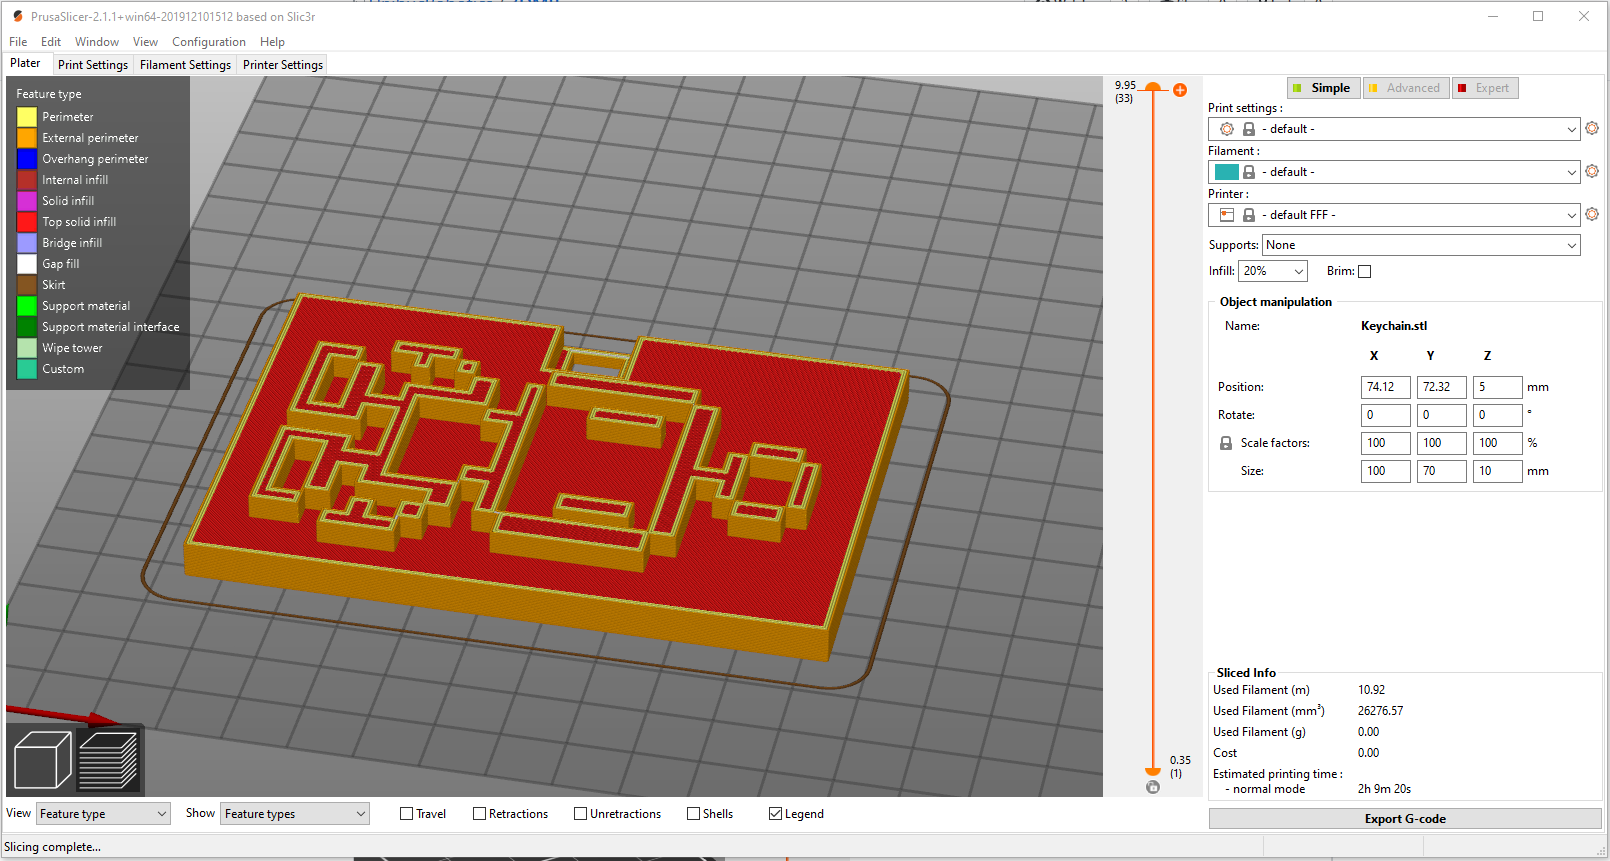 PrusaSlicer-2.1.1+win64-201912101512 based on Slic3r
File Edit Window View Configuration Help
Plater Print Settings Filament Settings Printer Settings
Feature type
Perimeter
External perimeter
Overhang perimeter
Internal infill
Solid infill
Top solid infill
Bridge infill
Gap fill
Skirt
Support material
Support material interface
Wipe tower
Custom
9.95
(33)
0.35
(1)
Simple Advanced Expert
Print settings :
- default -
Filament :
- default -
Printer :
- default FFF -
Supports: None
Infill: 20% Brim:
Object manipulation
Name: Keychain.stl
X Y Z
Position: 74.12 72.32 5 mm
Rotate: 0 0 0 °
Scale factors: 100 100 100 %
Size: 100 70 10 mm
Sliced Info
Used Filament (m) 10.92
Used Filament (mm³) 26276.57
Used Filament (g) 0.00
Cost 0.00
Estimated printing time :
- normal mode 2h 9m 20s
View Feature type Show Feature types Travel Retractions Unretractions Shells Legend
Export G-code
Slicing complete...